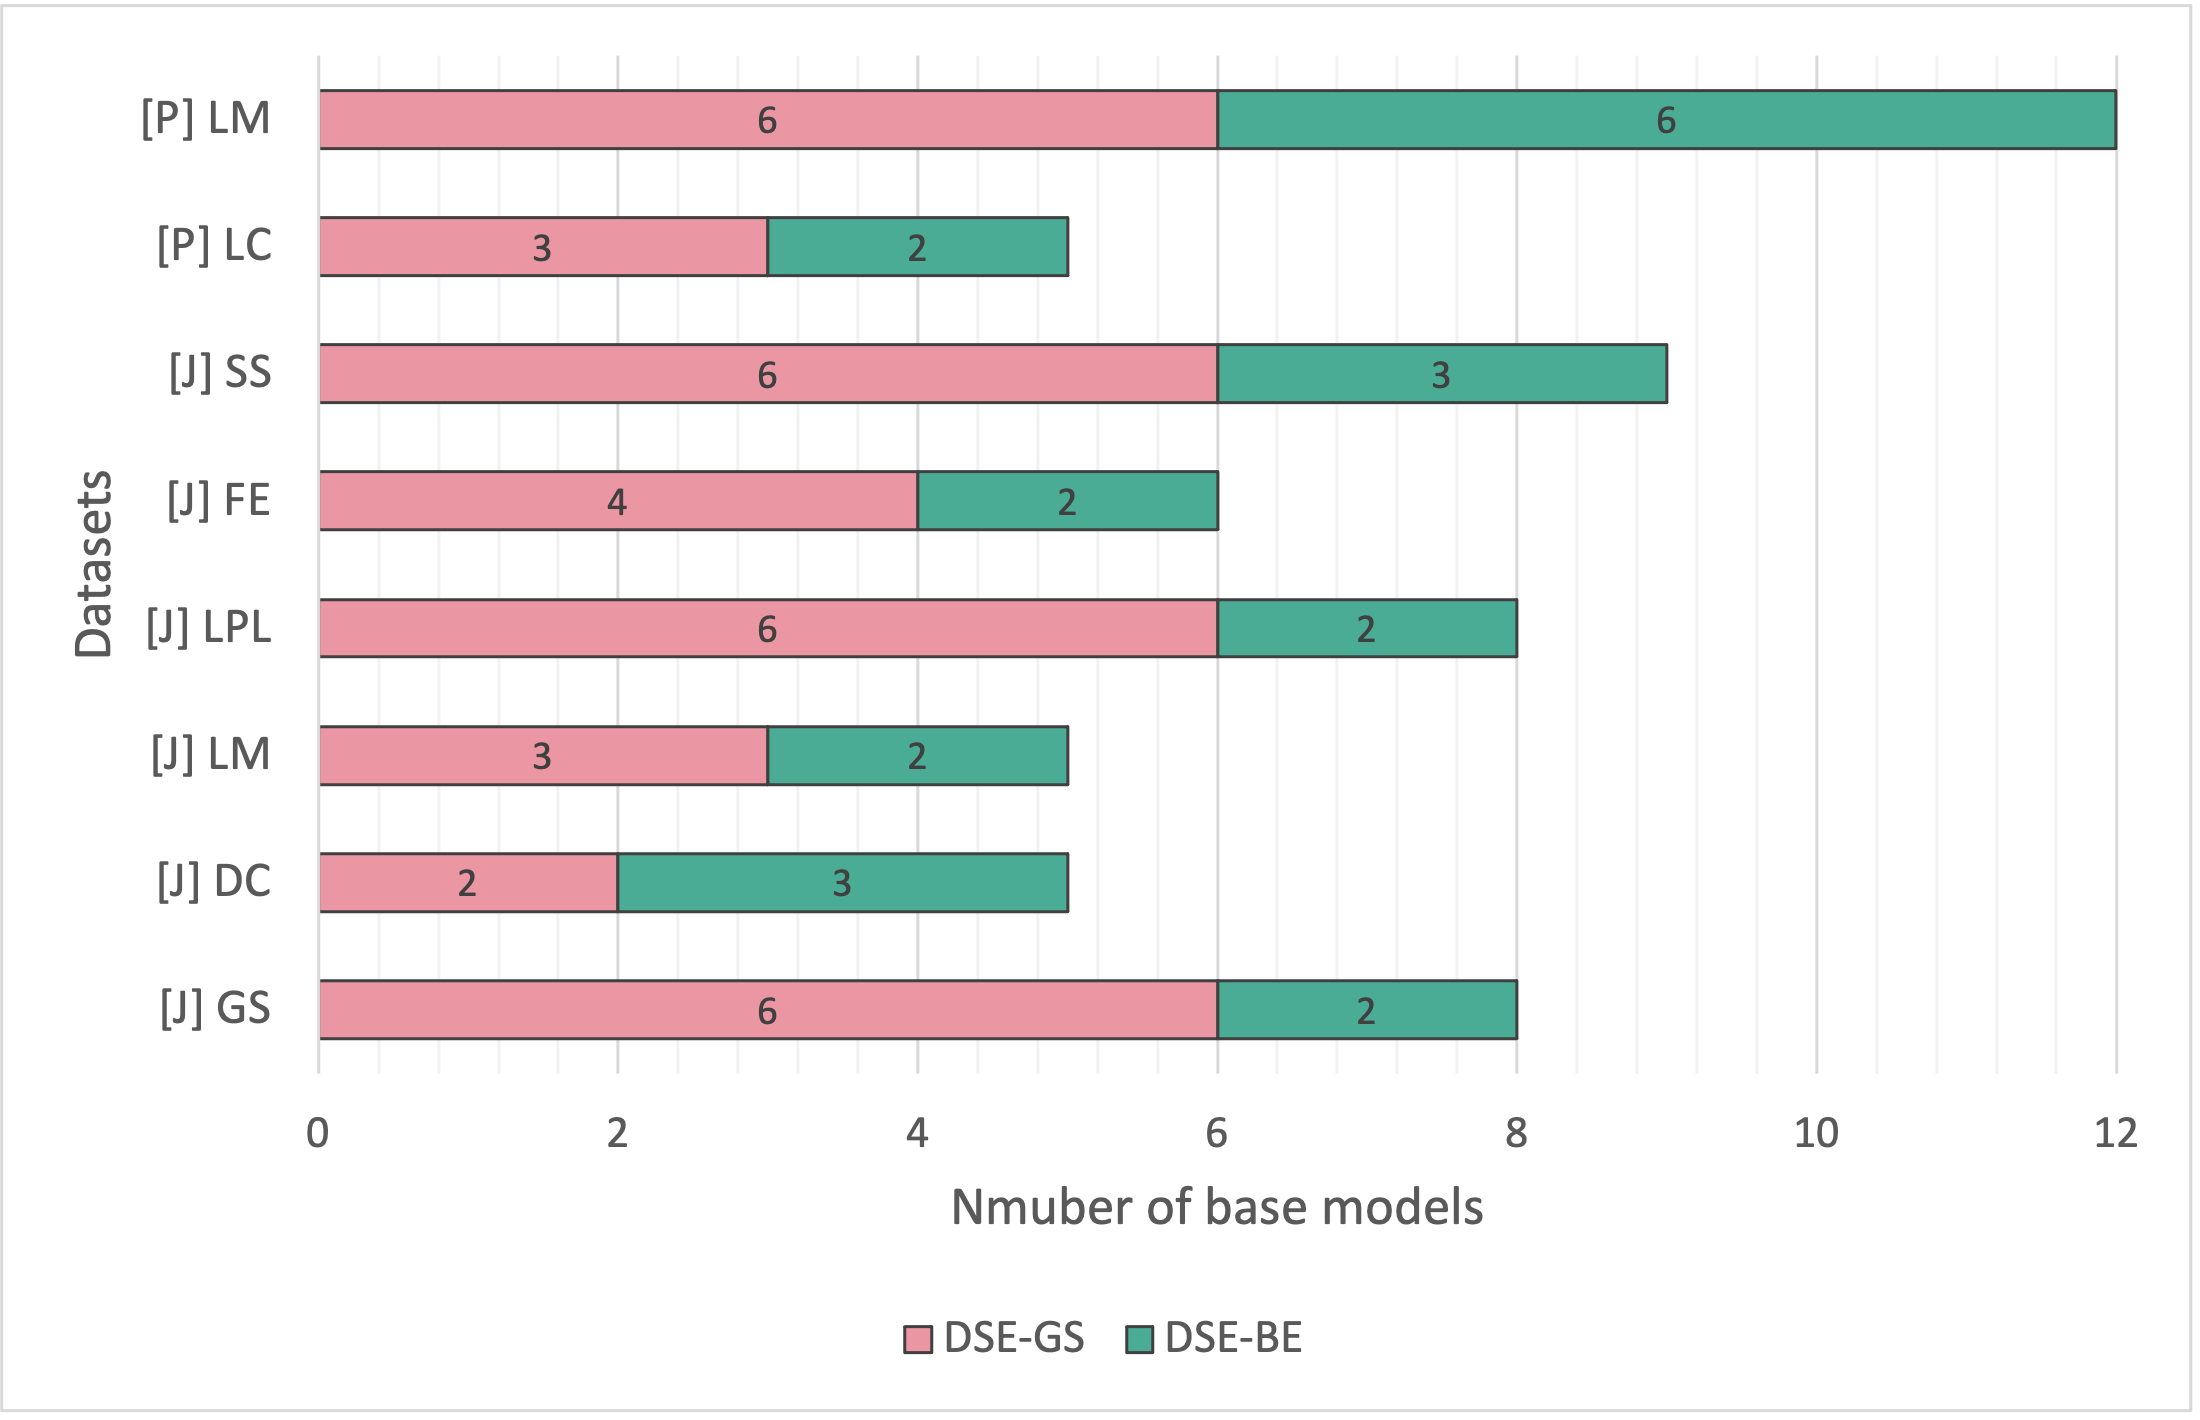 [P] LM
6 6
[P] LC
3 2
[J] SS
6 3
[J] FE
4 2
[J] LPL
6 2
[J] LM
3 2
[J] DC
2 3
[J] GS
6 2
Datasets
0 2 4 6 8 10 12
Nmuber of base models
DSE-GS DSE-BE